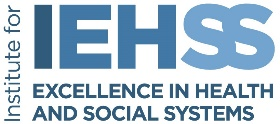 Institute for
IEHSS
EXCELLENCE IN HEALTH
AND SOCIAL SYSTEMS